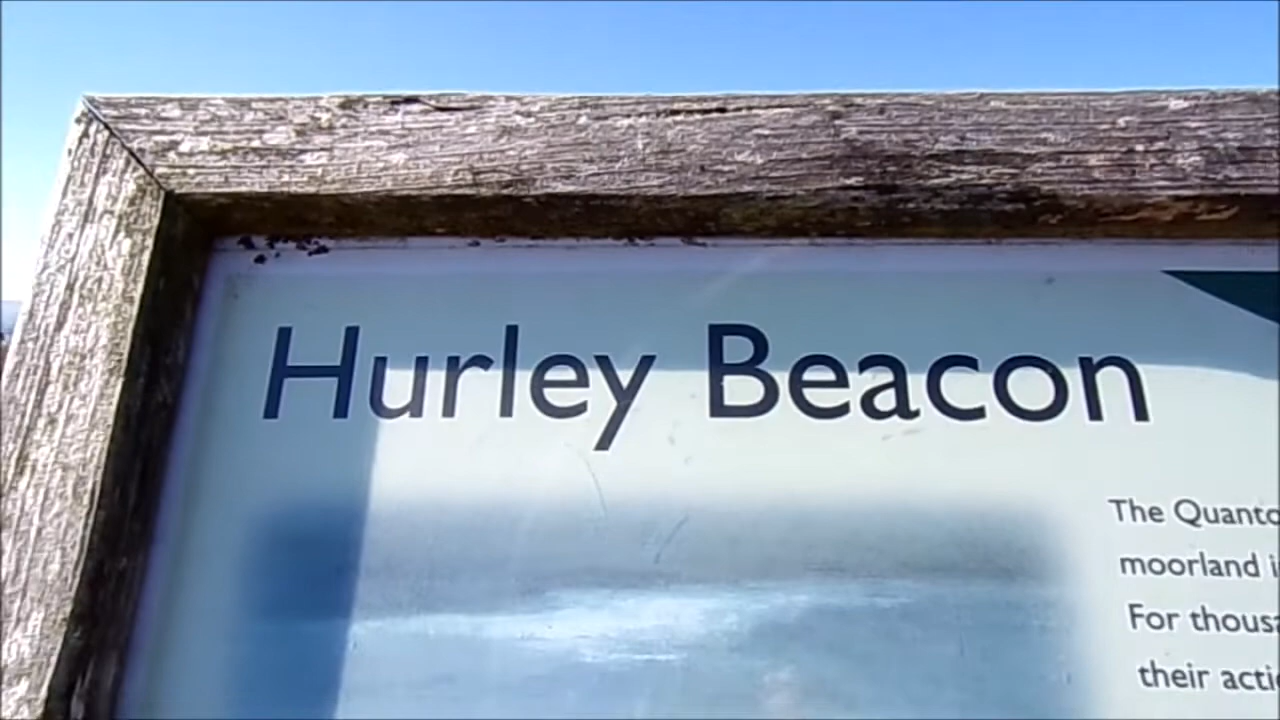 Hurley Beacon
The Quanto
moorland i
For thous
their acti